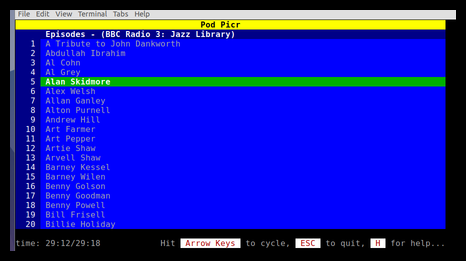 File Edit View Terminal Tabs Help
Pod Picr
Episodes - (BBC Radio 3: Jazz Library)
1 A Tribute to John Dankworth
2 Abdullah Ibrahim
3 Al Cohn
4 Al Grey
5 Alan Skidmore
6 Alex Welsh
7 Allan Ganley
8 Alton Purnell
9 Andrew Hill
10 Art Farmer
11 Art Pepper
12 Artie Shaw
13 Arvell Shaw
14 Barney Kessel
15 Barney Wilen
16 Benny Golson
17 Benny Goodman
18 Benny Powell
19 Bill Frisell
20 Billie Holiday
time: 29:12/29:18 Hit Arrow Keys to cycle, ESC to quit, H for help...